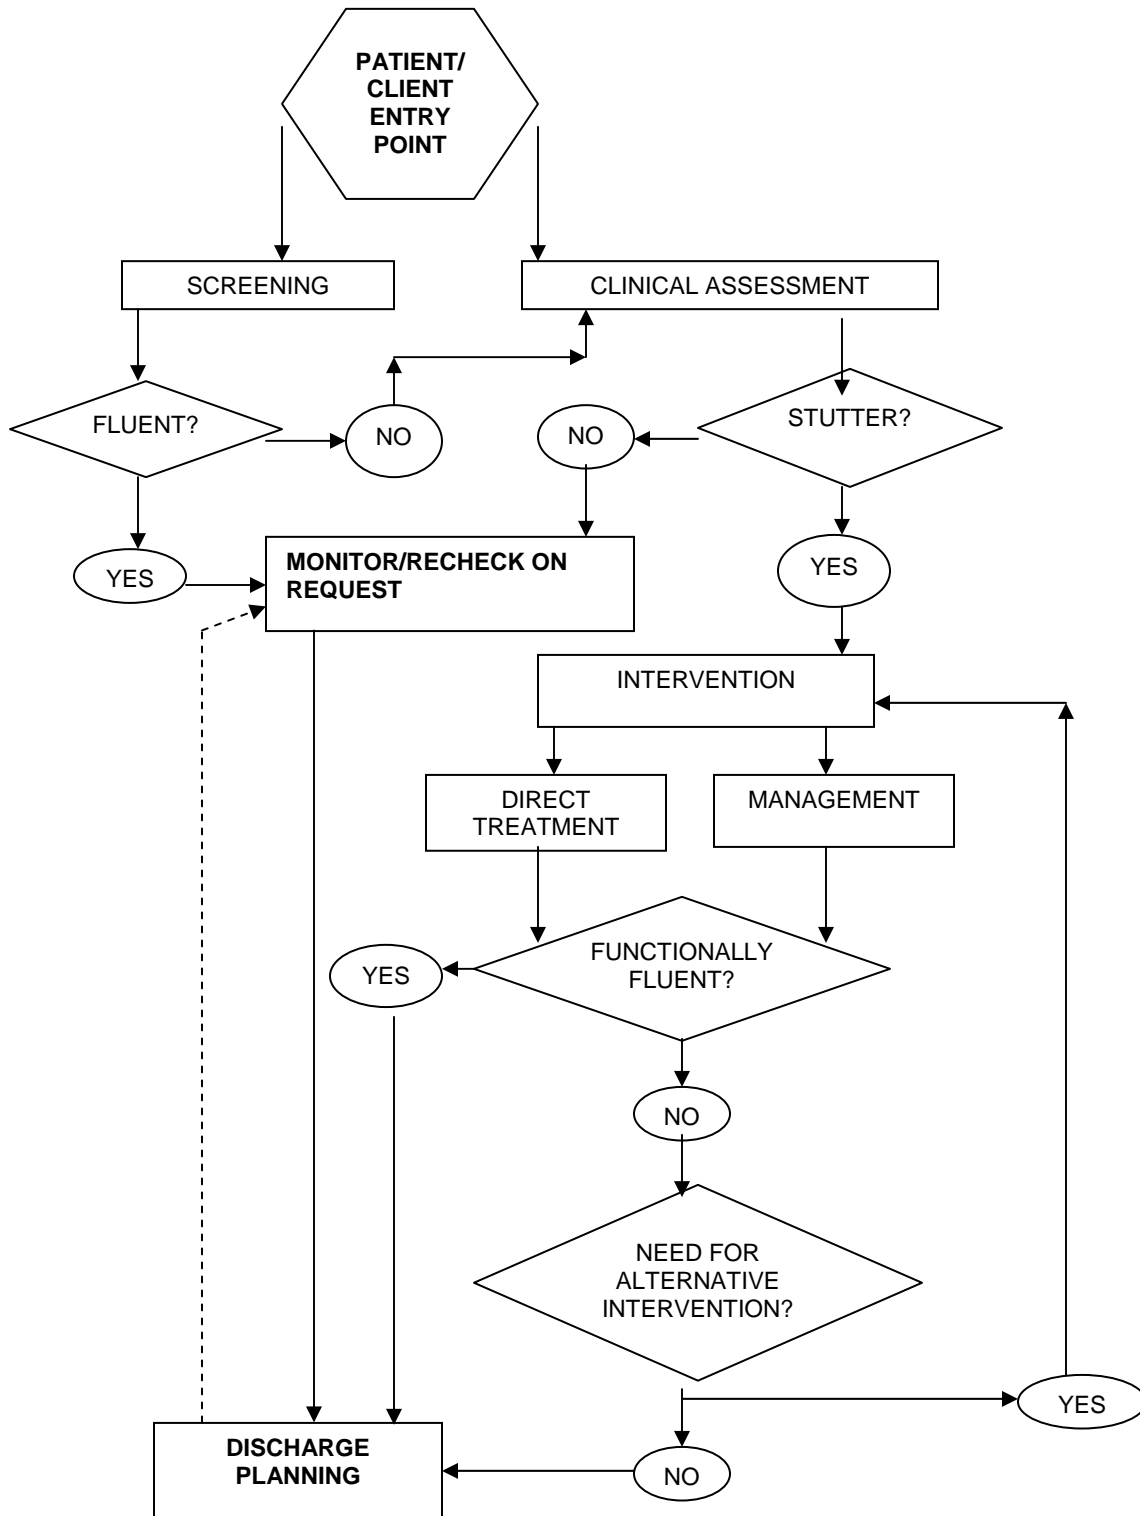 PATIENT/
CLIENT
ENTRY
POINT
SCREENING
CLINICAL ASSESSMENT
FLUENT?
NO
NO
STUTTER?
YES
MONITOR/RECHECK ON
REQUEST
YES
INTERVENTION
DIRECT
TREATMENT
MANAGEMENT
YES
FUNCTIONALLY
FLUENT?
NO
NEED FOR
ALTERNATIVE
INTERVENTION?
YES
DISCHARGE
PLANNING
NO